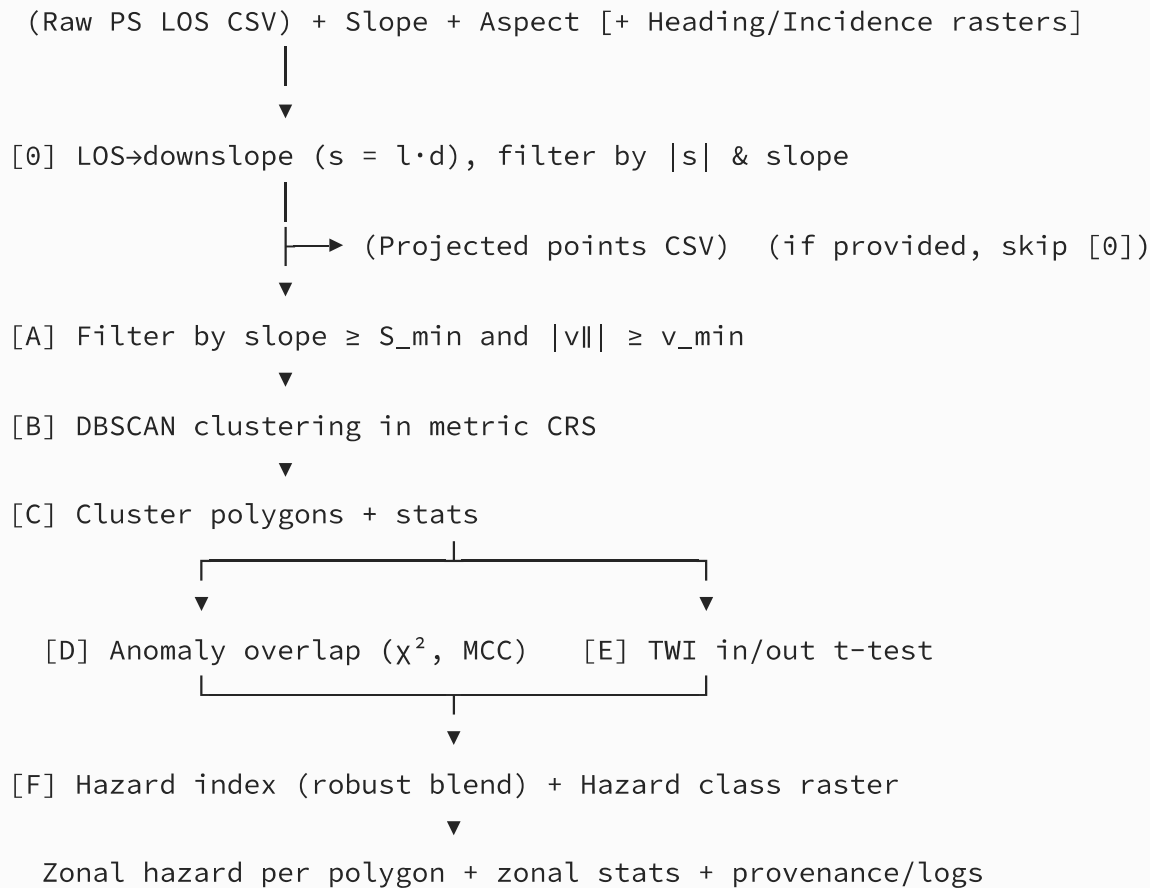 (Raw PS LOS CSV) + Slope + Aspect [+ Heading/Incidence rasters]
[0] LOS→downslope (s = l·d), filter by |s| & slope
(Projected points CSV) (if provided, skip [0])
[A] Filter by slope ≥ S_min and |v∥| ≥ v_min
[B] DBSCAN clustering in metric CRS
[C] Cluster polygons + stats
[D] Anomaly overlap (χ², MCC) [E] TWI in/out t-test
[F] Hazard index (robust blend) + Hazard class raster
Zonal hazard per polygon + zonal stats + provenance/logs